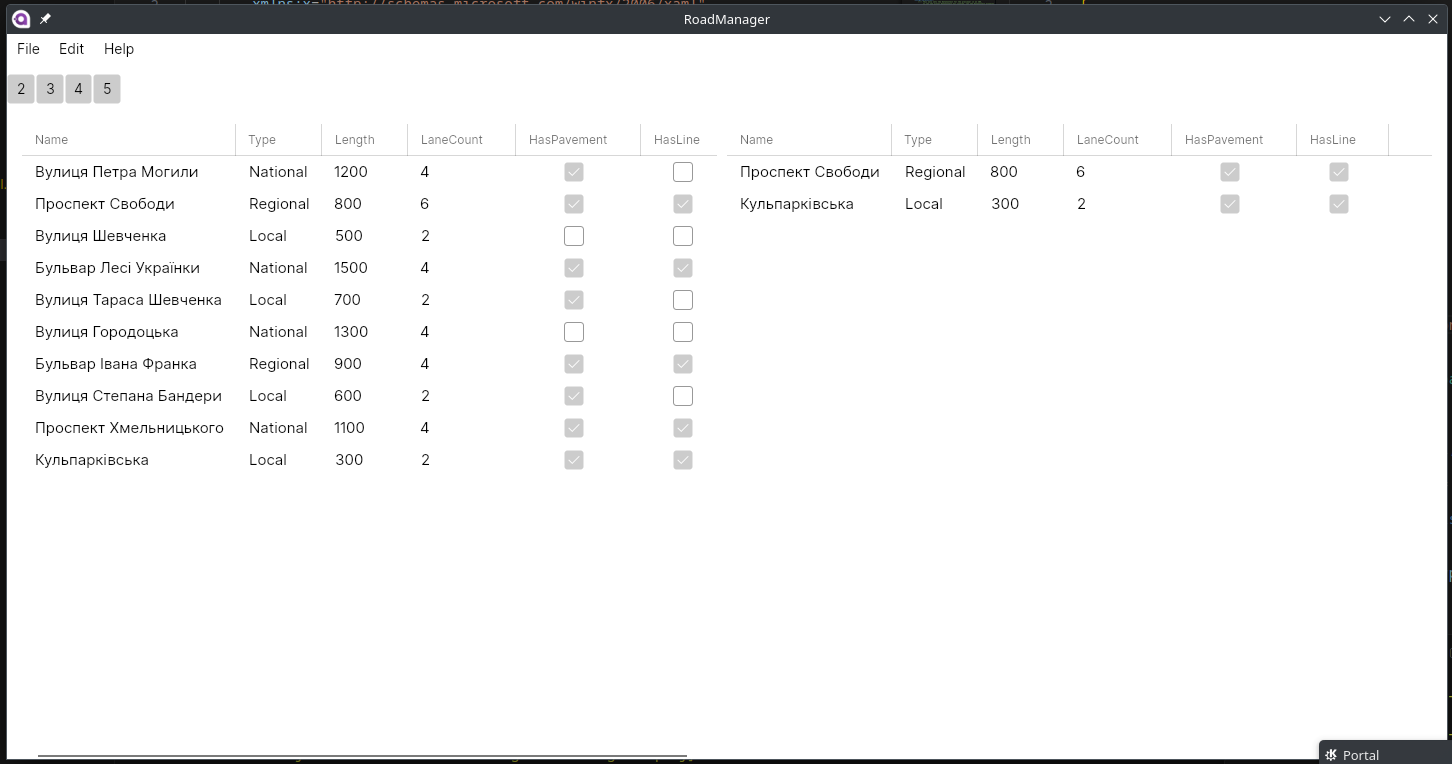 RoadManager
File Edit Help
2 3 4 5
Name Type Length LaneCount HasPavement HasLine Name Type Length LaneCount HasPavement HasLine
Вулиця Петра Могили National 1200 4 Проспект Свободи Regional 800 6
Проспект Свободи Regional 800 6 Кульпарківська Local 300 2
Вулиця Шевченка Local 500 2
Бульвар Лесі Українки National 1500 4
Вулиця Тараса Шевченка Local 700 2
Вулиця Городоцька National 1300 4
Бульвар Івана Франка Regional 900 4
Вулиця Степана Бандери Local 600 2
Проспект Хмельницького National 1100 4
Кульпарківська Local 300 2
Portal